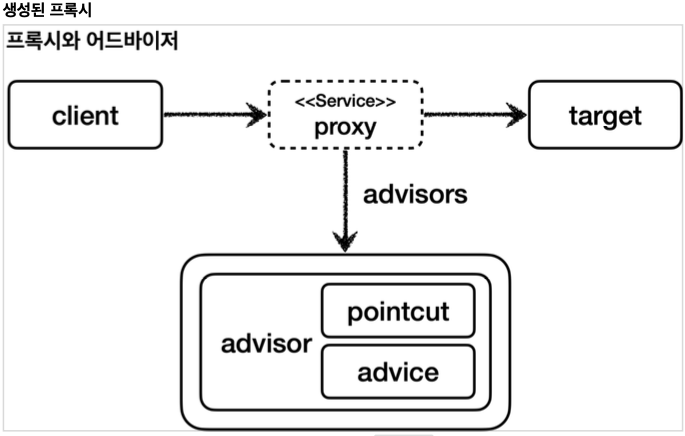 생성된 프록시
프록시와 어드바이저
client
<<Service>>
proxy
target
advisors
advisor
pointcut
advice